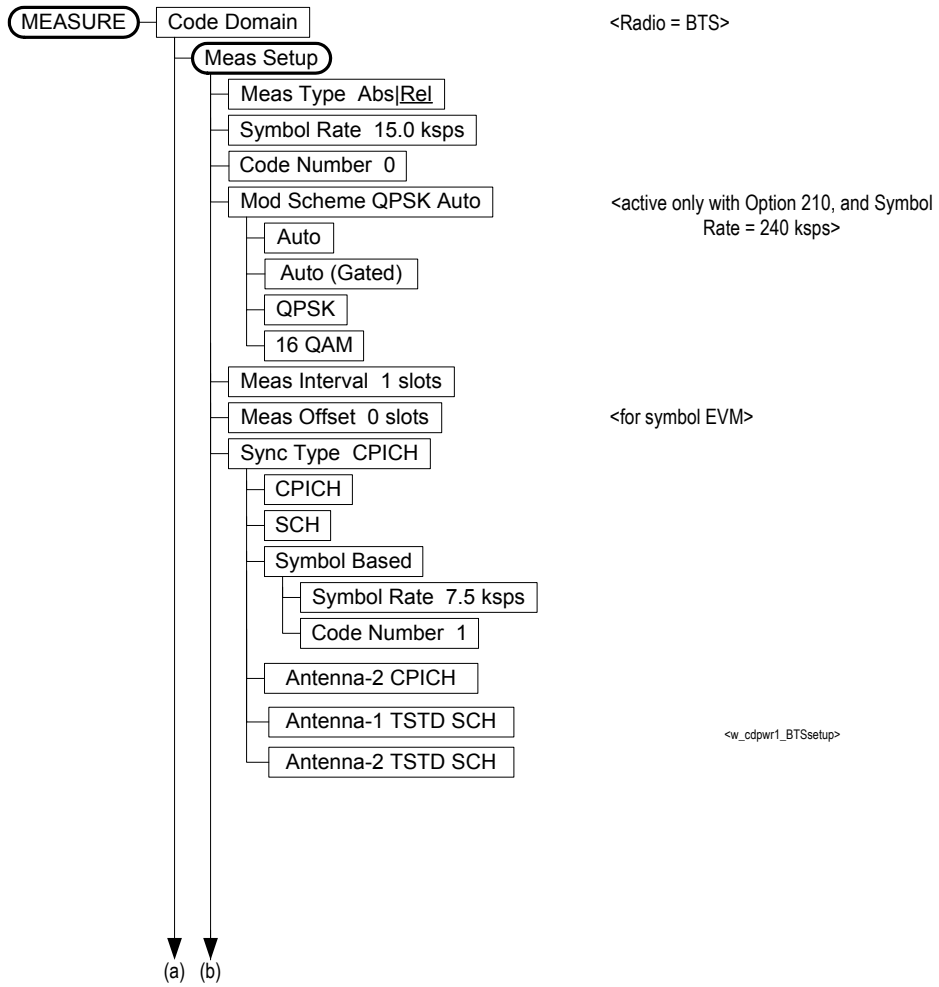 MEASURE Code Domain <Radio = BTS>
Meas Setup
Meas Type Abs|Rel
Symbol Rate 15.0 ksps
Code Number 0
Mod Scheme QPSK Auto <active only with Option 210, and Symbol
Rate = 240 ksps>
Auto
Auto (Gated)
QPSK
16 QAM
Meas Interval 1 slots
Meas Offset 0 slots <for symbol EVM>
Sync Type CPICH
CPICH
SCH
Symbol Based
Symbol Rate 7.5 ksps
Code Number 1
Antenna-2 CPICH
Antenna-1 TSTD SCH
<w_cdpwr1_BTSsetup>
Antenna-2 TSTD SCH
(a) (b)